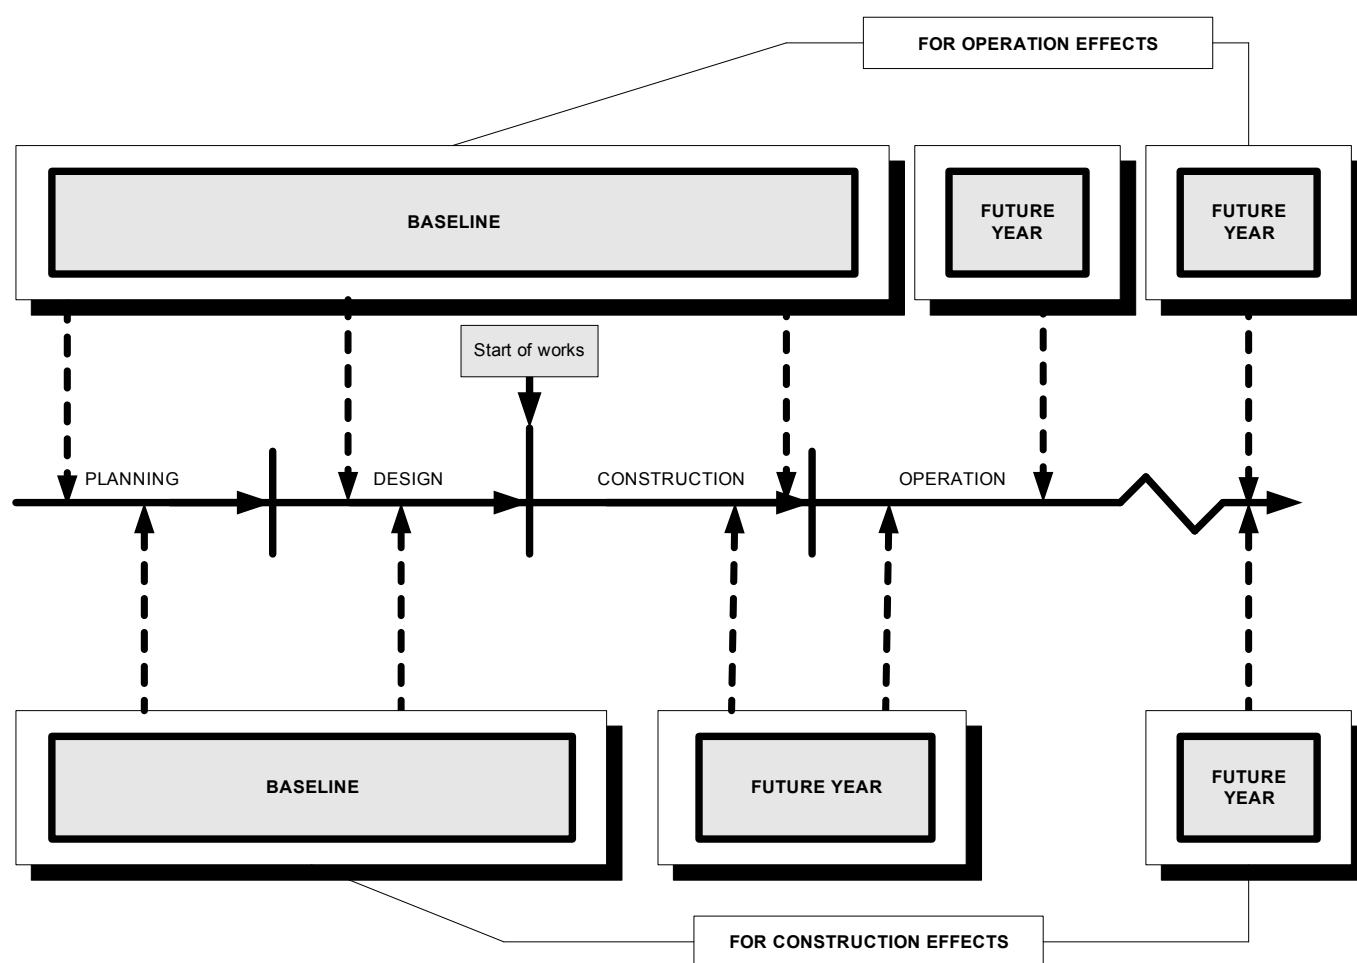 FOR OPERATION EFFECTS
BASELINE
FUTURE
YEAR
FUTURE
YEAR
Start of works
PLANNING
DESIGN
CONSTRUCTION
OPERATION
BASELINE
FUTURE YEAR
FUTURE
YEAR
FOR CONSTRUCTION EFFECTS